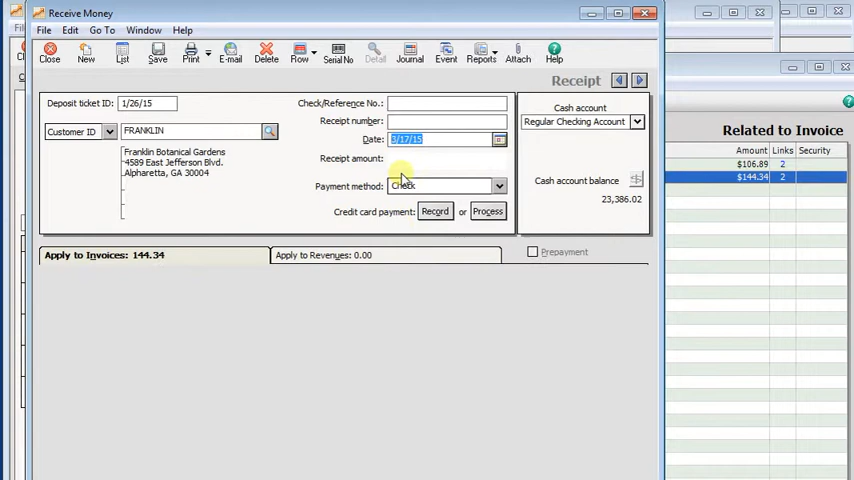 Receive Money
File Edit Go To Window Help
Close New List Save Print E-mail Delete Row Serial No Detail Journal Event Reports Attach Help
Receipt
Deposit ticket ID: 1/26/15
Customer ID FRANKLIN
Franklin Botanical Gardens
4589 East Jefferson Blvd.
Alpharetta, GA 30004
Check/Reference No.:
Receipt number:
Date: 3/17/15
Receipt amount:
Payment method: Check
Credit card payment: Record or Process
Cash account
Regular Checking Account
Cash account balance
23,386.02
Apply to Invoices: 144.34
Apply to Revenues: 0.00
Prepayment
Related to Invoice
Amount Links Security
$106.89 2
$144.34 2